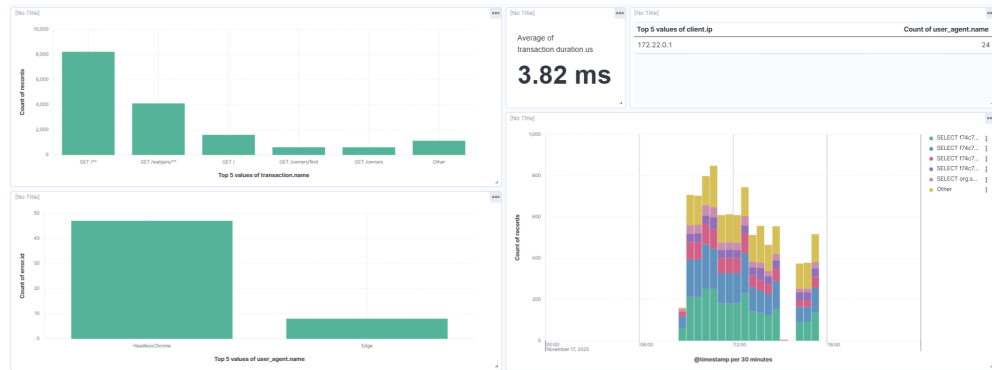 [No Title]
10,000
8,000
6,000
4,000
2,000
0
Count of records
GET /**
GET /webjars/**
GET /
GET /owners/find
GET /owners
Other
Top 5 values of transaction.name
[No Title]
Average of
transaction.duration.us
3.82 ms
[No Title]
Top 5 values of client.ip Count of user_agent.name
172.22.0.1 24
[No Title]
50
40
30
20
10
0
Count of error.id
HeadlessChrome
Edge
Top 5 values of user_agent.name
[No Title]
1,000
800
600
400
200
0
Count of records
00:00
November 17, 2025
06:00
12:00
18:00
@timestamp per 30 minutes
SELECT f74c7...
SELECT f74c7...
SELECT f74c7...
SELECT f74c7...
SELECT org.s...
Other